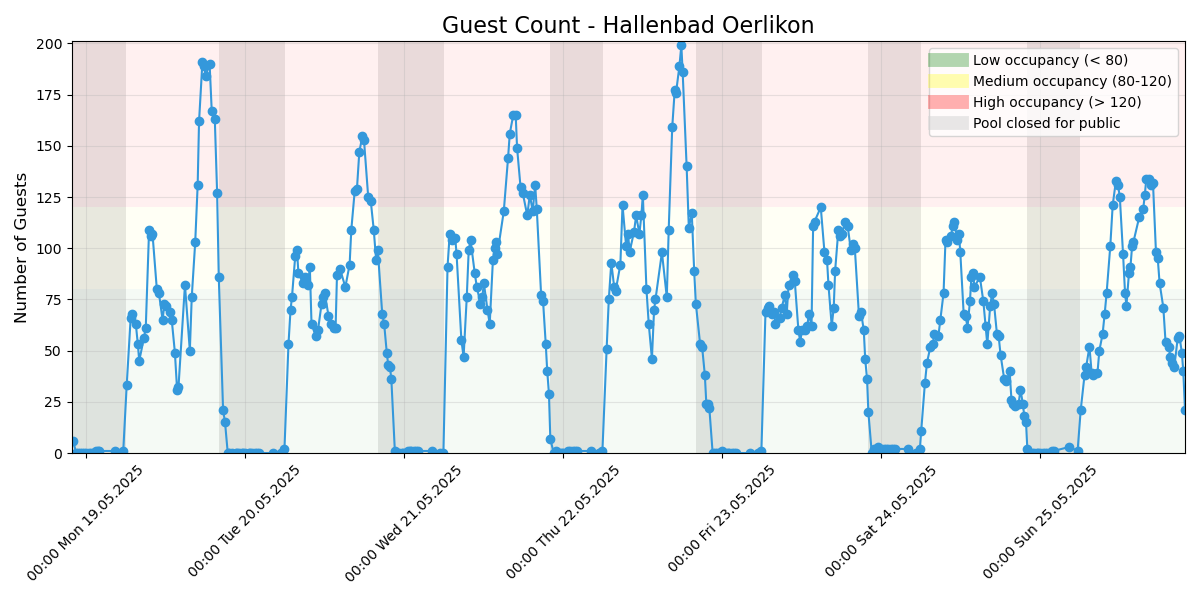 Guest Count - Hallenbad Oerlikon
Number of Guests
200
175
150
125
100
75
50
25
0
Low occupancy (< 80)
Medium occupancy (80-120)
High occupancy (> 120)
Pool closed for public
00:00 Mon 19.05.2025
00:00 Tue 20.05.2025
00:00 Wed 21.05.2025
00:00 Thu 22.05.2025
00:00 Fri 23.05.2025
00:00 Sat 24.05.2025
00:00 Sun 25.05.2025